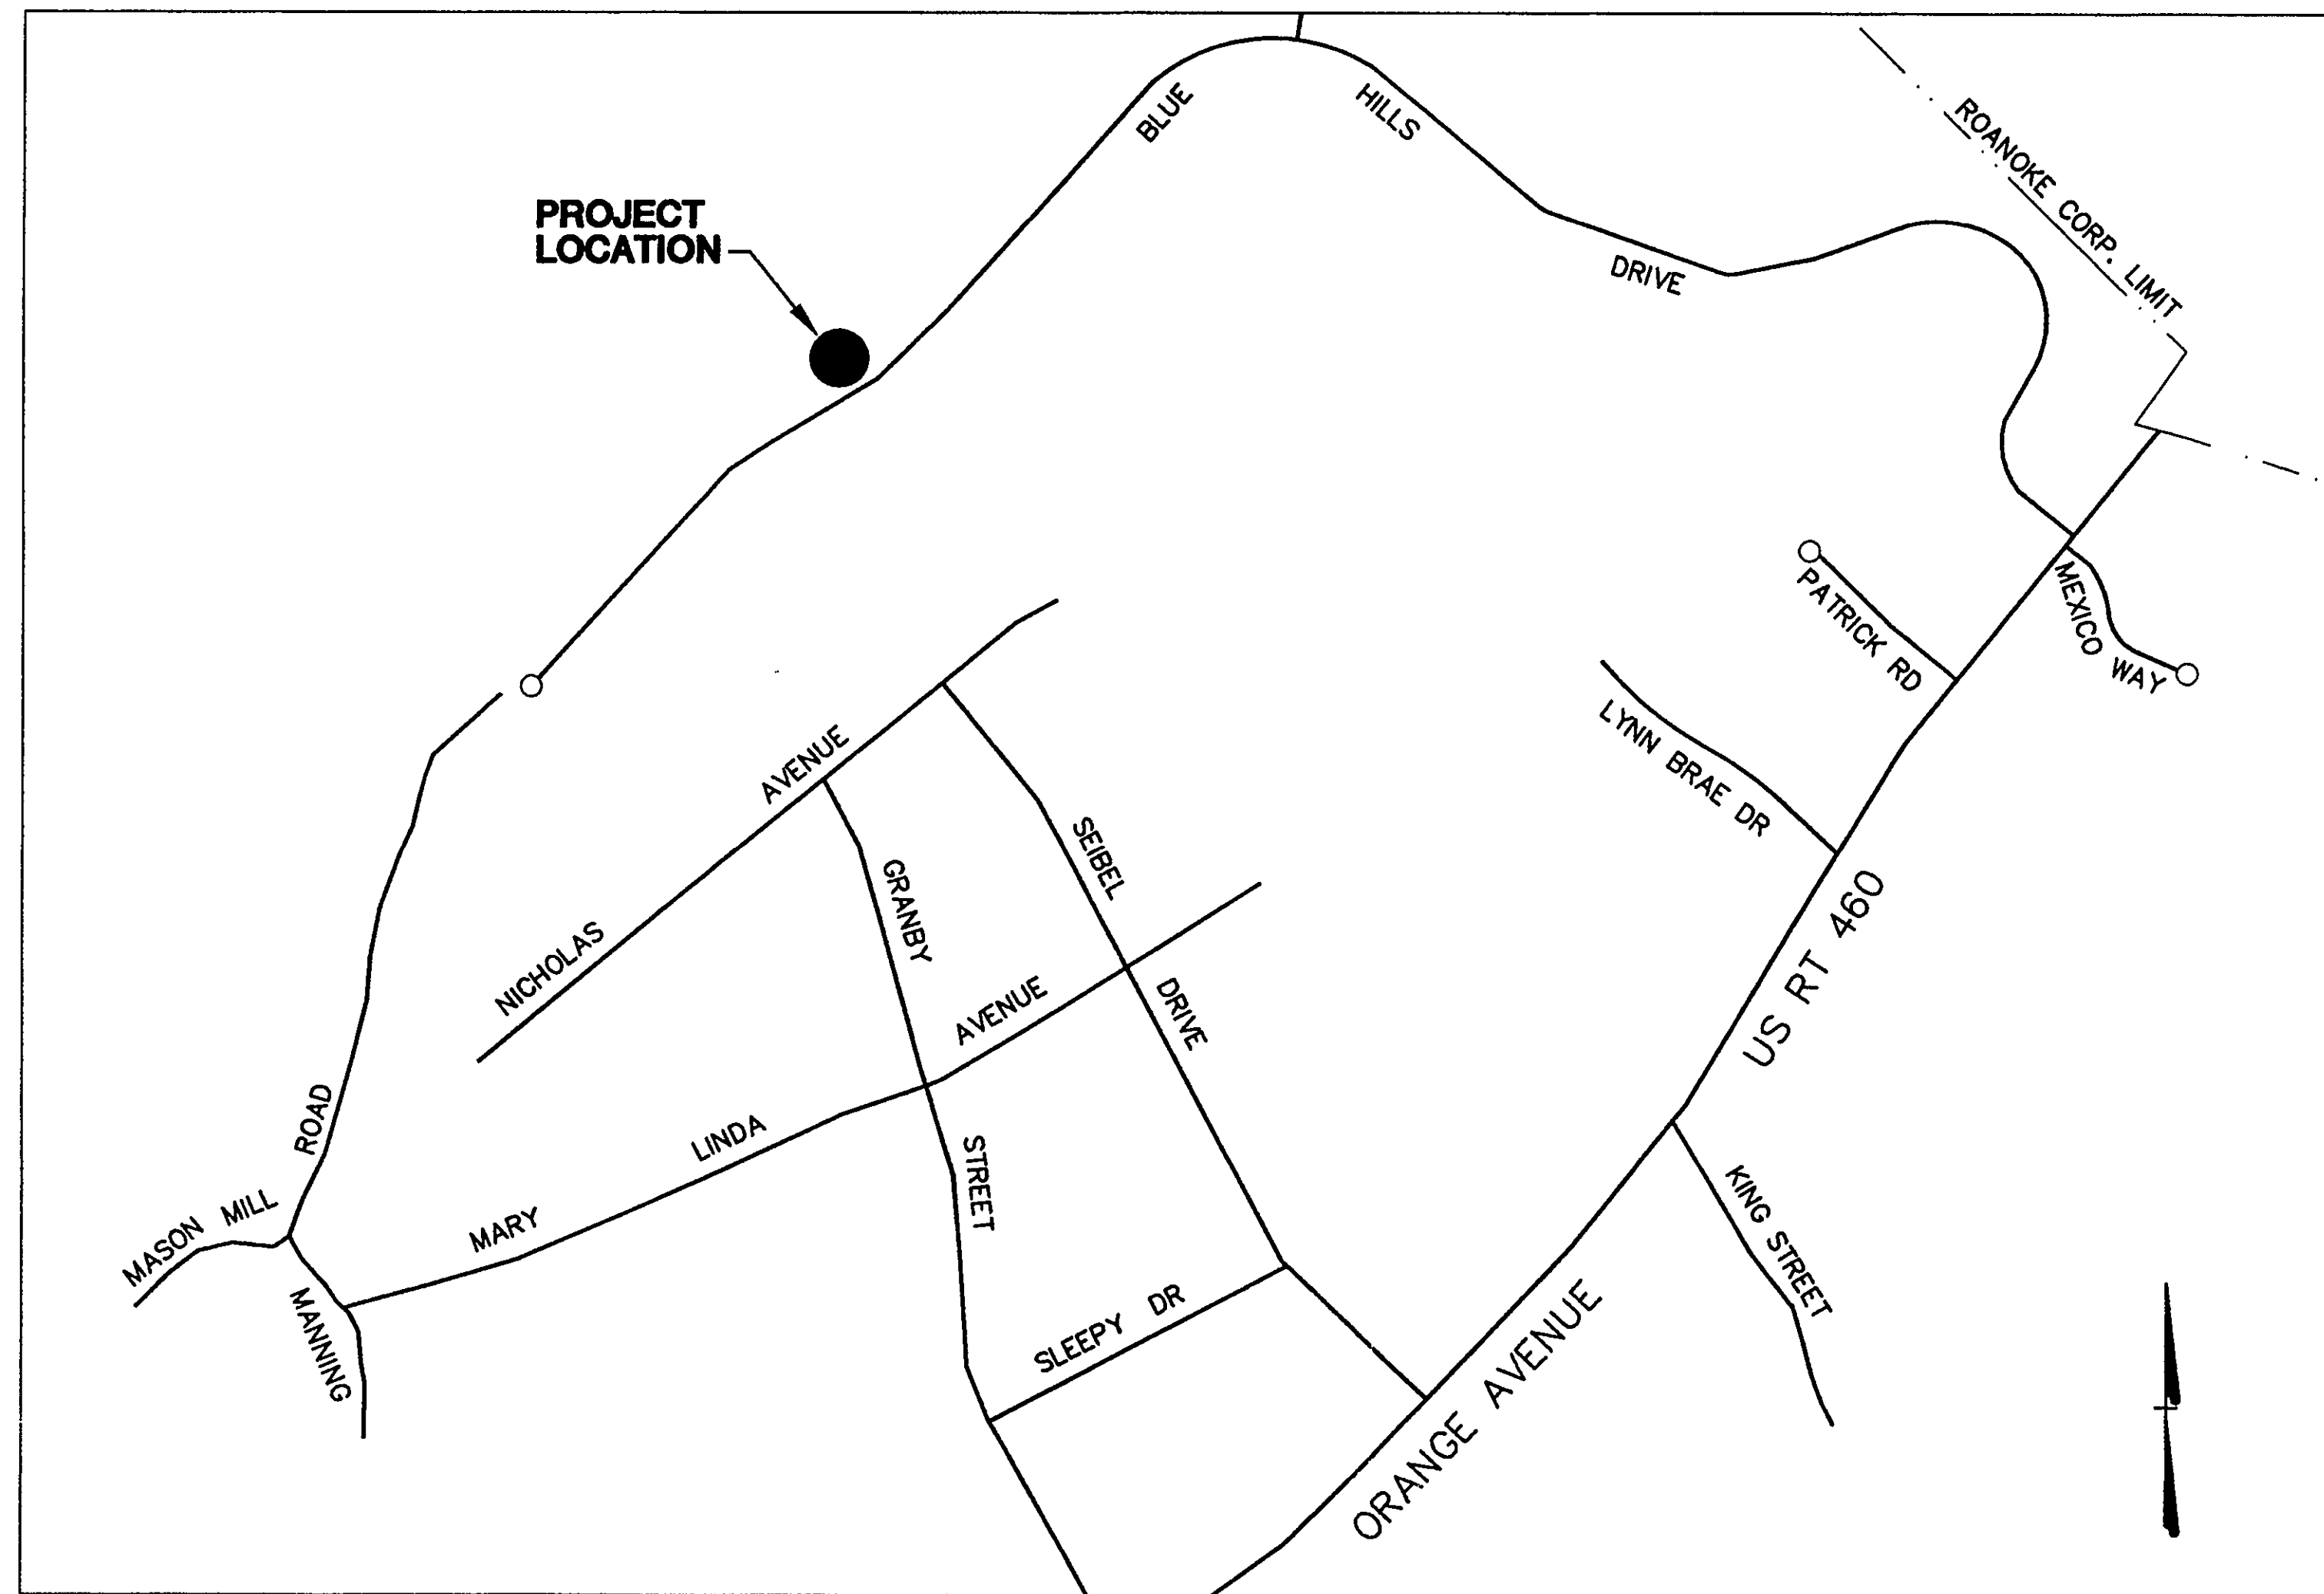 BLUE
HILLS
DRIVE
ROANOKE CORP. LIMIT
PROJECT
LOCATION
PATRICK RD
MEXICO WAY
LYNN BRAE DR
NICHOLAS
AVENUE
GRANBY
STREET
SEIBEL
DRIVE
US RT 460
MARY
LINDA
AVENUE
MASON MILL
ROAD
MANNING
SLEEPY DR
KING STREET
ORANGE AVENUE